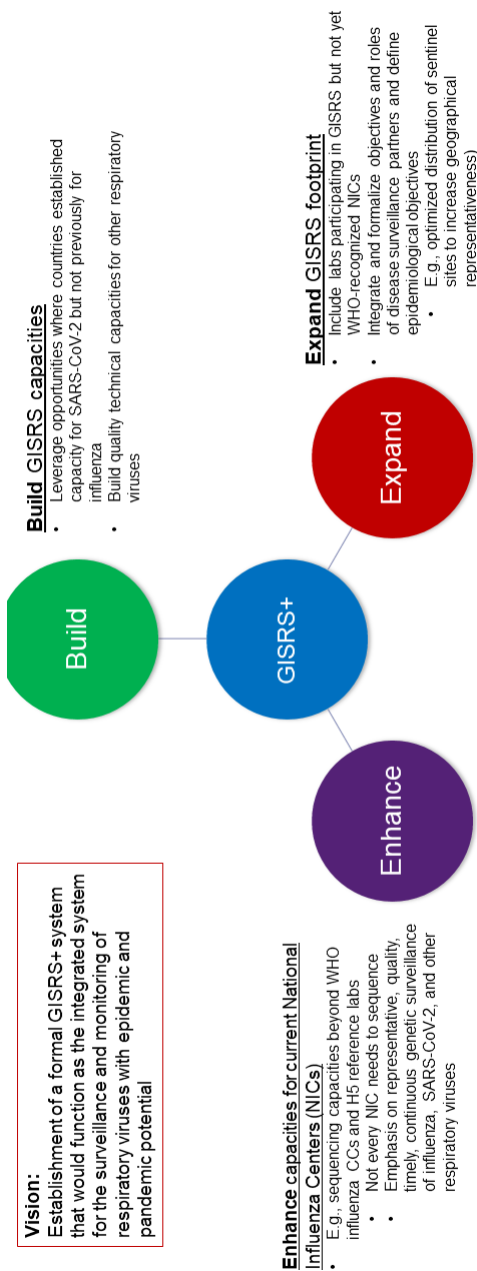 Vision:
Establishment of a formal GISRS+ system
that would function as the integrated system
for the surveillance and monitoring of
respiratory viruses with epidemic and
pandemic potential
Build GISRS capacities
• Leverage opportunities where countries established
capacity for SARS-CoV-2 but not previously for
influenza
• Build quality technical capacities for other respiratory
viruses
Build
GISRS+
Enhance
Expand
Enhance capacities for current National
Influenza Centers (NICs)
• E.g., sequencing capacities beyond WHO
influenza CCs and H5 reference labs
• Not every NIC needs to sequence
• Emphasis on representative, quality,
timely, continuous genetic surveillance
of influenza, SARS-CoV-2, and other
respiratory viruses
Expand GISRS footprint
• Include labs participating in GISRS but not yet
WHO-recognized NICs
• Integrate and formalize objectives and roles
of disease surveillance partners and define
epidemiological objectives
• E.g., optimized distribution of sentinel
sites to increase geographical
representativeness)